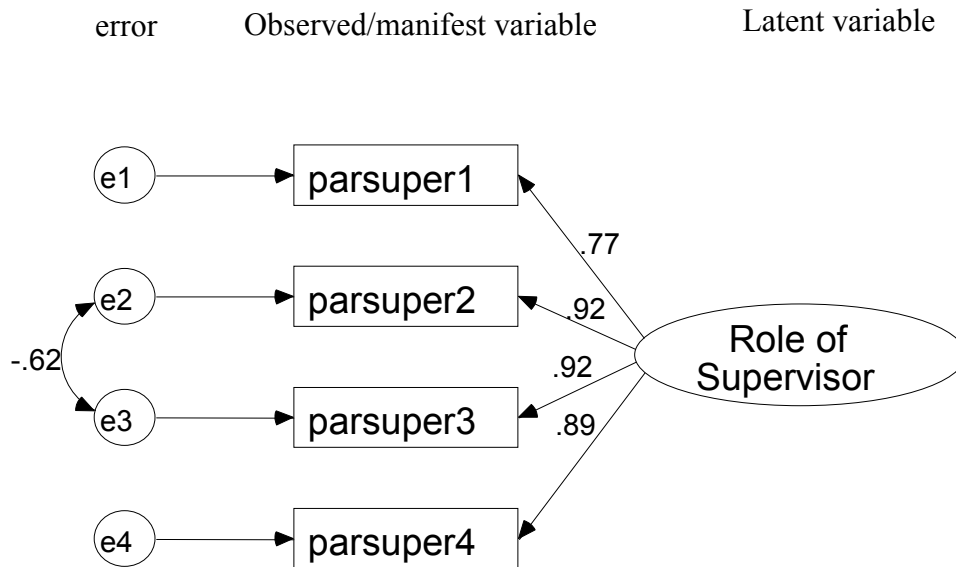 error Observed/manifest variable Latent variable
e1 parsuper1
.77
e2 parsuper2
.92
-.62
Role of
Supervisor
.92
e3 parsuper3
.89
e4 parsuper4